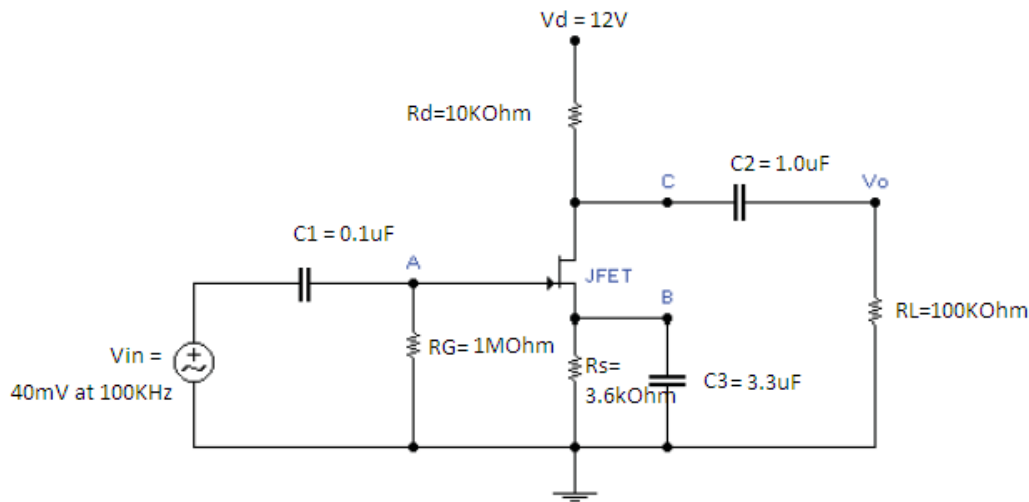 Vd = 12V
Rd=10KOhm
C2 = 1.0uF
C
Vo
C1 = 0.1uF
A
JFET
B
RL=100KOhm
Vin =
40mV at 100KHz
RG= 1MOhm
Rs=
3.6kOhm
C3 = 3.3uF